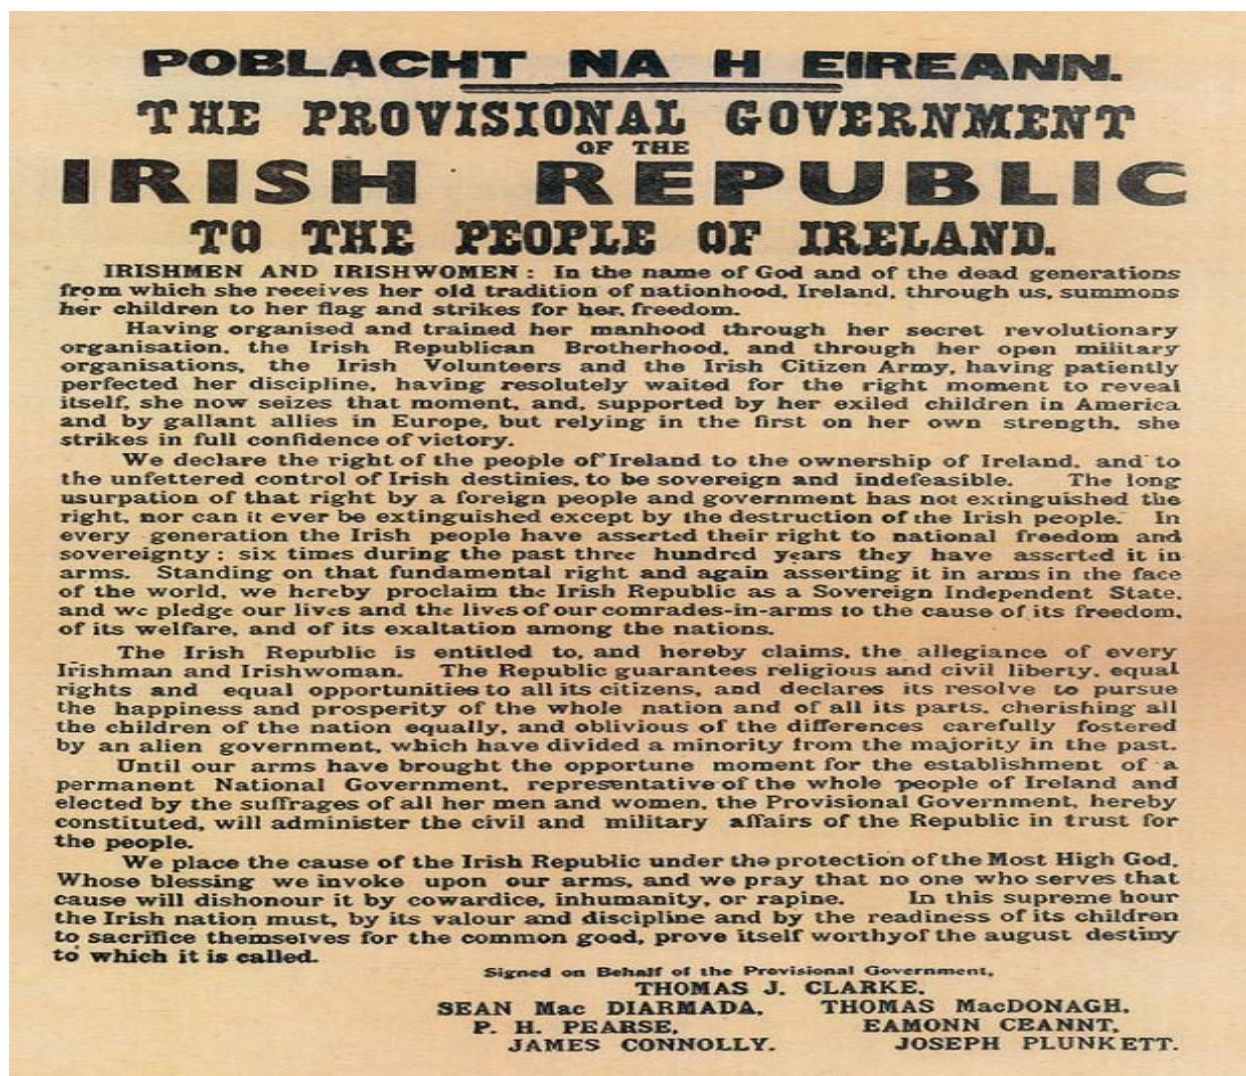 POBLACHT NA H EIREANN.
THE PROVISIONAL GOVERNMENT
OF THE
IRISH REPUBLIC
TO THE PEOPLE OF IRELAND.
IRISHMEN AND IRISHWOMEN : In the name of God and of the dead generations
from which she receives her old tradition of nationhood, Ireland, through us, summons
her children to her flag and strikes for her freedom.
Having organised and trained her manhood through her secret revolutionary
organisation, the Irish Republican Brotherhood, and through her open military
organisations, the Irish Volunteers and the Irish Citizen Army, having patiently
perfected her discipline, having resolutely waited for the right moment to reveal
itself, she now seizes that moment, and, supported by her exiled children in America
and by gallant allies in Europe, but relying in the first on her own strength, she
strikes in full confidence of victory.
We declare the right of the people of Ireland to the ownership of Ireland, and to
the unfettered control of Irish destinies, to be sovereign and indefeasible. The long
usurpation of that right by a foreign people and government has not extinguished the
right, nor can it ever be extinguished except by the destruction of the Irish people. In
every generation the Irish people have asserted their right to national freedom and
sovereignty ; six times during the past three hundred years they have asserted it in
arms. Standing on that fundamental right and again asserting it in arms in the face
of the world, we hereby proclaim the Irish Republic as a Sovereign Independent State,
and we pledge our lives and the lives of our comrades-in-arms to the cause of its freedom,
of its welfare, and of its exaltation among the nations.
The Irish Republic is entitled to, and hereby claims, the allegiance of every
Irishman and Irishwoman. The Republic guarantees religious and civil liberty, equal
rights and equal opportunities to all its citizens, and declares its resolve to pursue
the happiness and prosperity of the whole nation and of all its parts, cherishing all
the children of the nation equally, and oblivious of the differences carefully fostered
by an alien government, which have divided a minority from the majority in the past.
Until our arms have brought the opportune moment for the establishment of a
permanent National Government, representative of the whole people of Ireland and
elected by the suffrages of all her men and women, the Provisional Government, hereby
constituted, will administer the civil and military affairs of the Republic in trust for
the people.
We place the cause of the Irish Republic under the protection of the Most High God,
Whose blessing we invoke upon our arms, and we pray that no one who serves that
cause will dishonour it by cowardice, inhumanity, or rapine. In this supreme hour
the Irish nation must, by its valour and discipline and by the readiness of its children
to sacrifice themselves for the common good, prove itself worthy of the august destiny
to which it is called.
Signed on Behalf of the Provisional Government,
THOMAS J. CLARKE,
SEAN Mac DIARMADA, THOMAS MacDONAGH,
P. H. PEARSE, EAMONN CEANNT,
JAMES CONNOLLY. JOSEPH PLUNKETT.